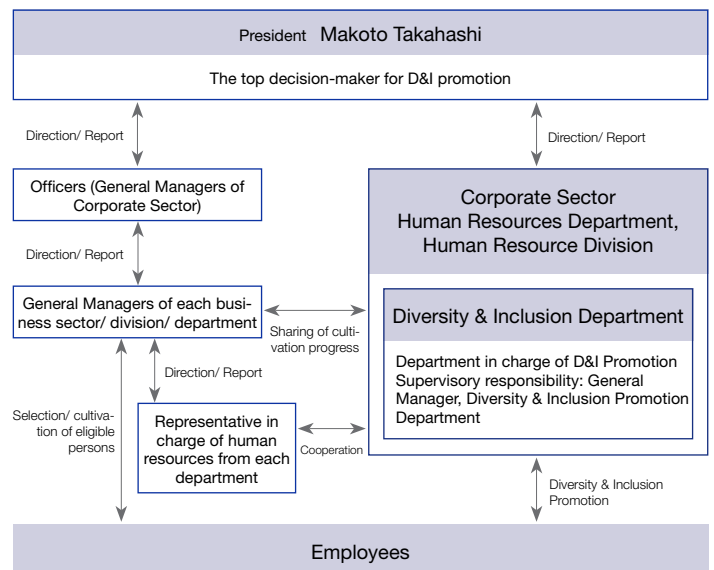 President Makoto Takahashi
The top decision-maker for D&I promotion
Direction/ Report
Direction/ Report
Officers (General Managers of
Corporate Sector)
Corporate Sector
Human Resources Department,
Human Resource Division
Direction/ Report
General Managers of each busi-
ness sector/ division/ department
Sharing of culti-
vation progress
Diversity & Inclusion Department
Department in charge of D&I Promotion
Supervisory responsibility: General
Manager, Diversity & Inclusion Promotion
Department
Direction/ Report
Selection/ cultiva-
tion of eligible
persons
Representative in
charge of human
resources from each
department
Cooperation
Diversity & Inclusion
Promotion
Employees